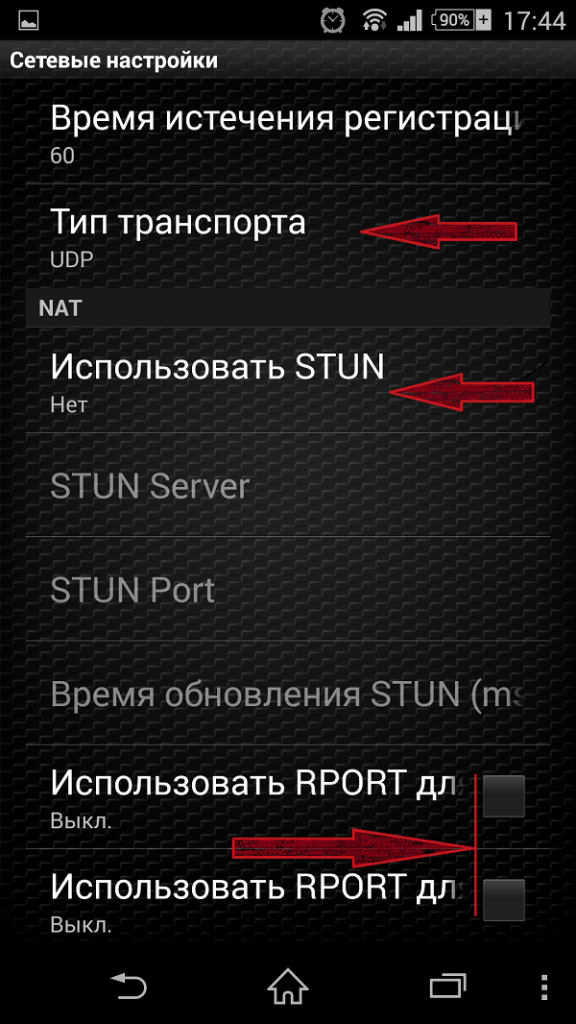 90%
17:44
Сетевые настройки
Время истечения регистрац
60
Тип транспорта
UDP
NAT
Использовать STUN
Нет
STUN Server
STUN Port
Время обновления STUN (ms
Использовать RPORT дл
Выкл.
Использовать RPORT для
Выкл.